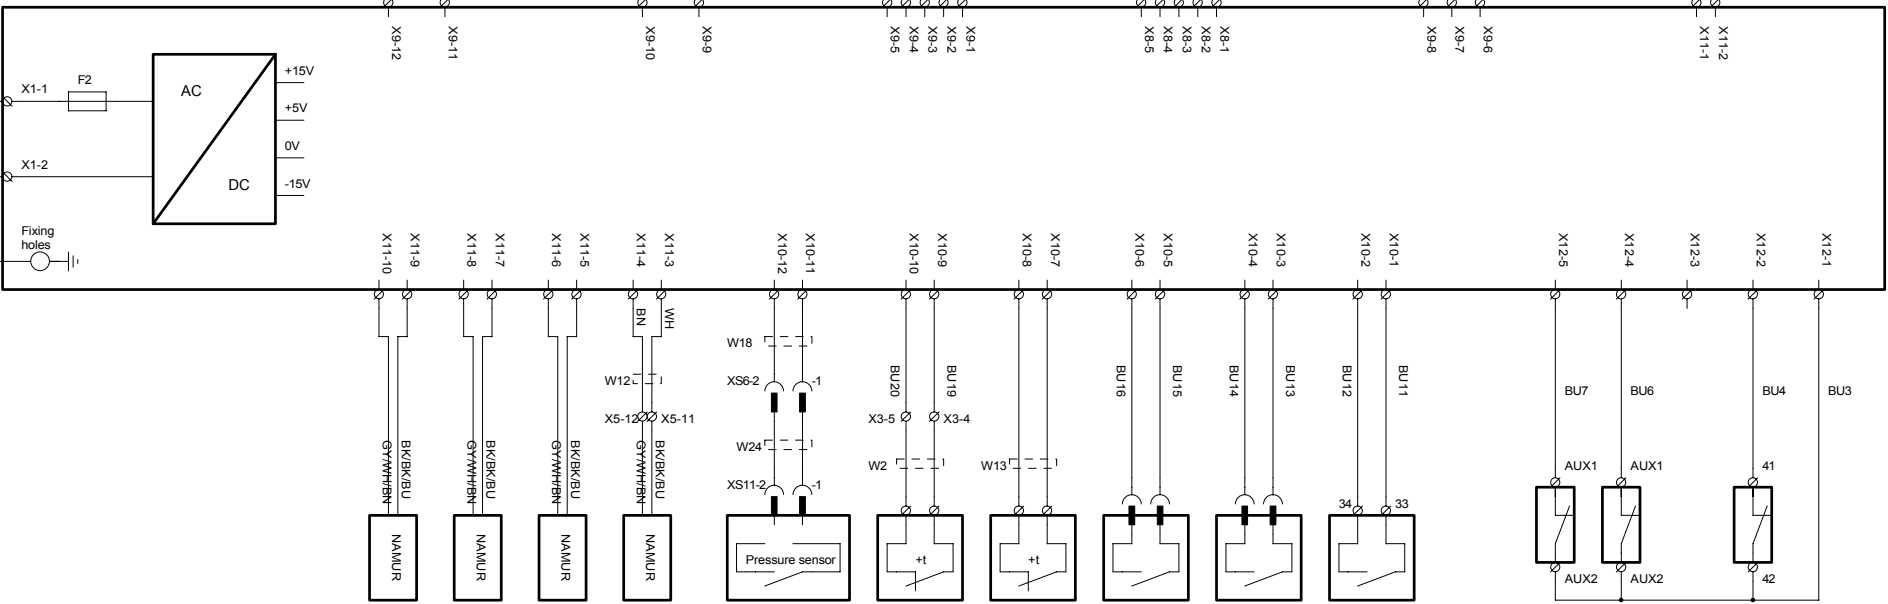 X9-12
X9-11
X9-10
X9-9
X9-5
X9-4
X9-3
X9-2
X9-1
X8-5
X8-4
X8-3
X8-2
X8-1
X9-8
X9-7
X9-6
X11-1
X11-2
X1-1
F2
AC
DC
+15V
+5V
0V
-15V
X1-2
Fixing
holes
X11-10
X11-9
X11-8
X11-7
X11-6
X11-5
X11-4
X11-3
X10-12
X10-11
X10-10
X10-9
X10-8
X10-7
X10-6
X10-5
X10-4
X10-3
X10-2
X10-1
X12-5
X12-4
X12-3
X12-2
X12-1
BN
WH
W18
W12
XS6-2
-1
BU20
BU19
BU16
BU15
BU14
BU13
BU12
BU11
BU7
BU6
BU4
BU3
X5-12
X5-11
X3-5
X3-4
GY/WH/BN
BK/BK/BU
GY/WH/BN
BK/BK/BU
GY/WH/BN
BK/BK/BU
GY/WH/BN
BK/BK/BU
W24
W2
W13
XS11-2
-1
34
33
AUX1
AUX1
41
NAMUR
NAMUR
NAMUR
NAMUR
Pressure sensor
+t
+t
AUX2
AUX2
42